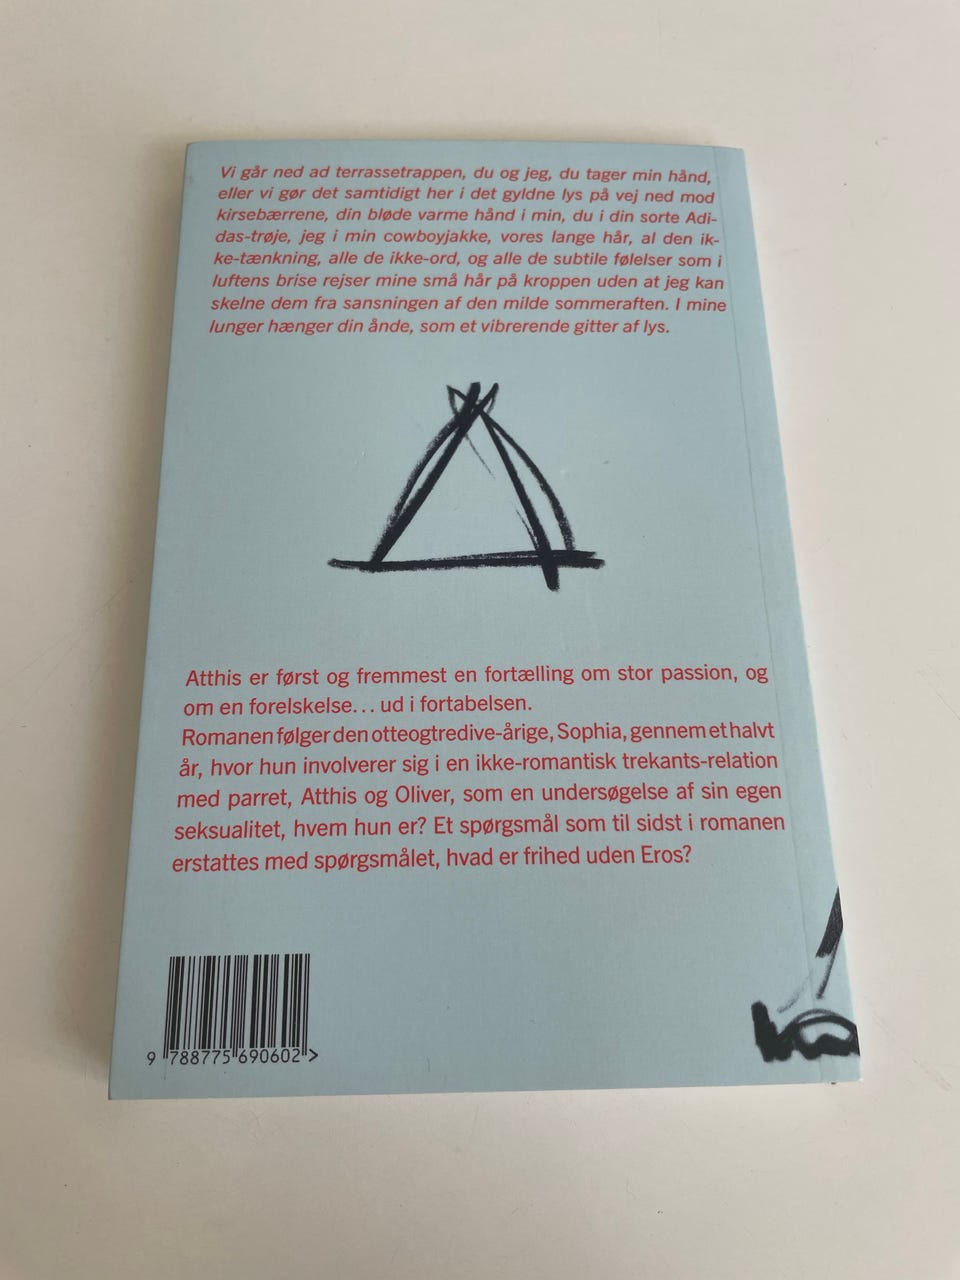 Vi går ned ad terrassetrappen, du og jeg, du tager min hånd,
eller vi gør det samtidigt her i det gyldne lys på vej ned mod
kirsebærrene, din bløde varme hånd i min, du i din sorte Adi-
das-trøje, jeg i min cowboyjakke, vores lange hår, al den ik-
ke-tænkning, alle de ikke-ord, og alle de subtile følelser som i
luftens brise rejser mine små hår på kroppen uden at jeg kan
skelne dem fra sansningen af den milde sommeraften. I mine
lunger hænger din ånde, som et vibrerende gitter af lys.
Atthis er først og fremmest en fortælling om stor passion, og
om en forelskelse... ud i fortabelsen.
Romanen følger den otteogtredive-årige, Sophia, gennem et halvt
år, hvor hun involverer sig i en ikke-romantisk trekants-relation
med parret, Atthis og Oliver, som en undersøgelse af sin egen
seksualitet, hvem hun er? Et spørgsmål som til sidst i romanen
erstattes med spørgsmålet, hvad er frihed uden Eros?
9 788775 690602 >